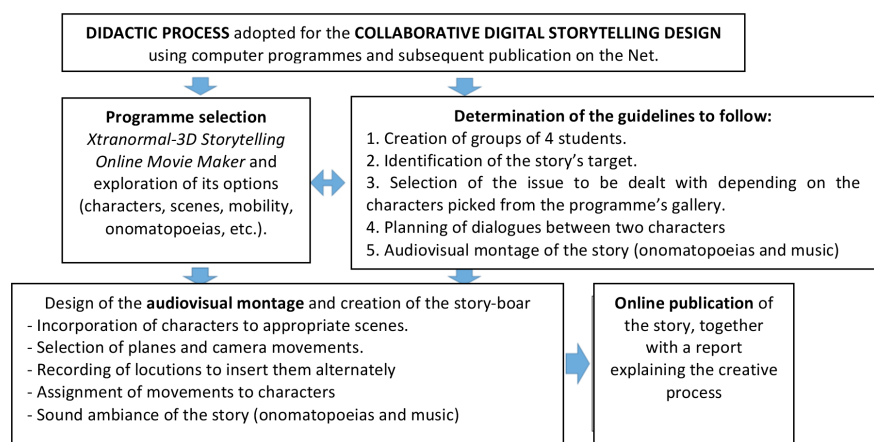 DIDACTIC PROCESS adopted for the COLLABORATIVE DIGITAL STORYTELLING DESIGN
using computer programmes and subsequent publication on the Net.
Programme selection
Xtranormal-3D Storytelling
Online Movie Maker and
exploration of its options
(characters, scenes, mobility,
onomatopoeias, etc.).
Determination of the guidelines to follow:
1. Creation of groups of 4 students.
2. Identification of the story's target.
3. Selection of the issue to be dealt with depending on the
characters picked from the programme's gallery.
4. Planning of dialogues between two characters
5. Audiovisual montage of the story (onomatopoeias and music)
Design of the audiovisual montage and creation of the story-boar
- Incorporation of characters to appropriate scenes.
- Selection of planes and camera movements.
- Recording of locutions to insert them alternately
- Assignment of movements to characters
- Sound ambiance of the story (onomatopoeias and music)
Online publication of
the story, together
with a report
explaining the creative
process